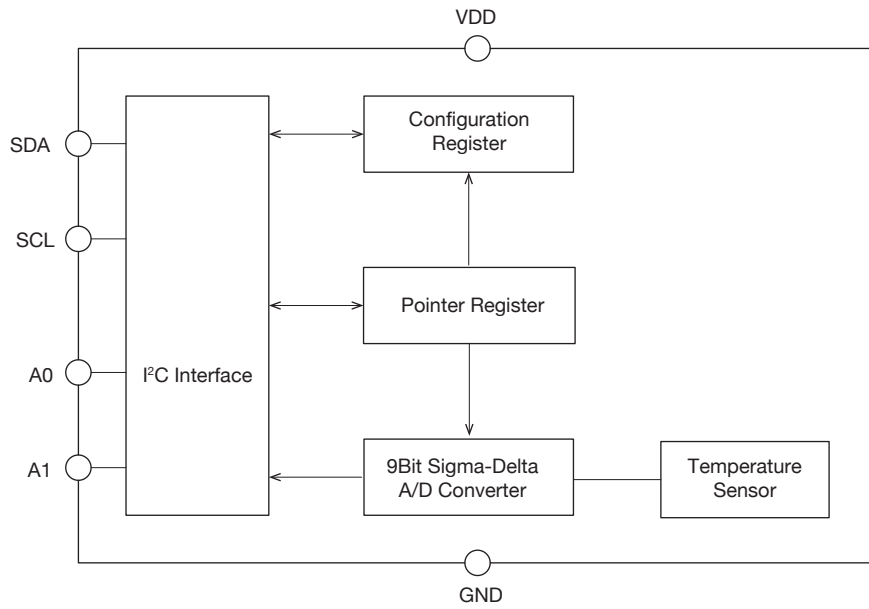 VDD
Configuration
Register
SDA
SCL
Pointer Register
A0
I²C Interface
A1
9Bit Sigma-Delta
A/D Converter
Temperature
Sensor
GND